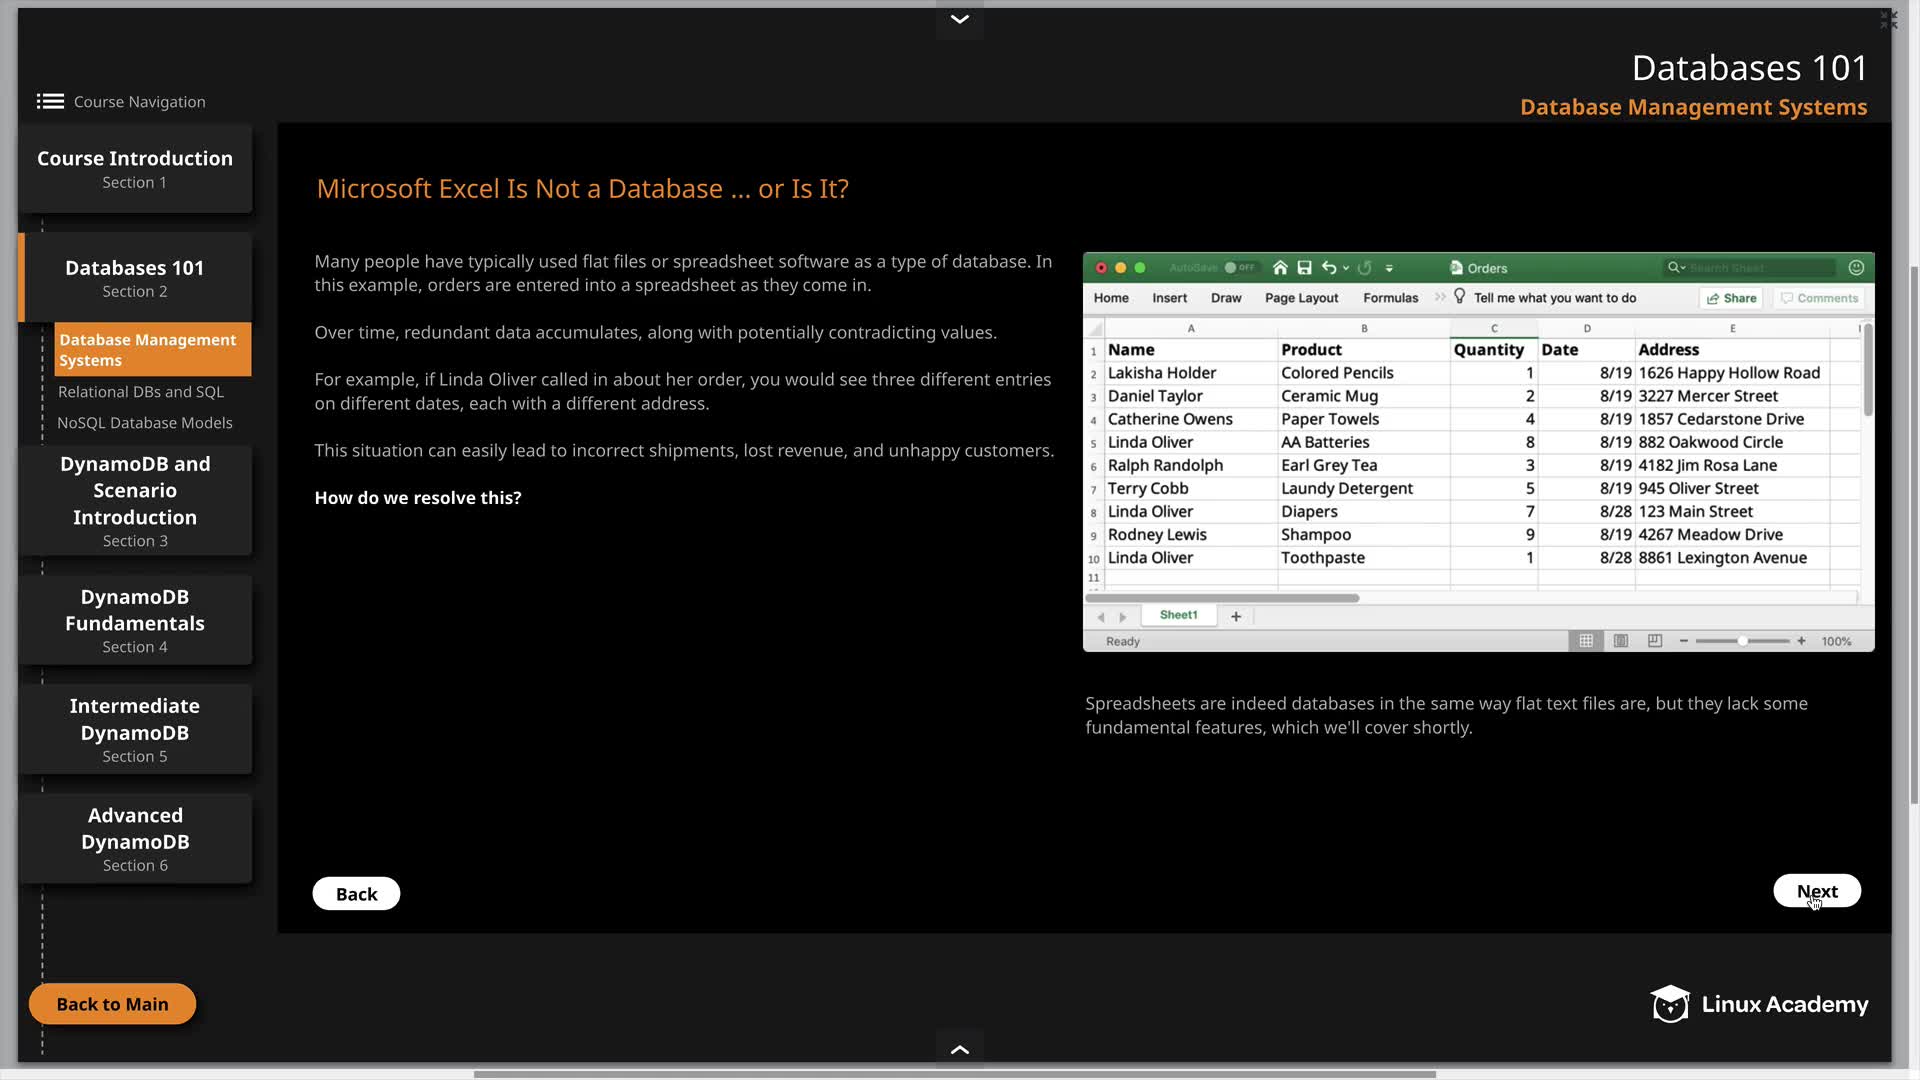 Databases 101
Database Management Systems
Course Navigation
Course Introduction
Section 1
Databases 101
Section 2
Database Management
Systems
Relational DBs and SQL
NoSQL Database Models
DynamoDB and
Scenario
Introduction
Section 3
DynamoDB
Fundamentals
Section 4
Intermediate
DynamoDB
Section 5
Advanced
DynamoDB
Section 6
Back to Main
Microsoft Excel Is Not a Database ... or Is It?
Many people have typically used flat files or spreadsheet software as a type of database. In
this example, orders are entered into a spreadsheet as they come in.
Over time, redundant data accumulates, along with potentially contradicting values.
For example, if Linda Oliver called in about her order, you would see three different entries
on different dates, each with a different address.
This situation can easily lead to incorrect shipments, lost revenue, and unhappy customers.
How do we resolve this?
AutoSave OFF Orders Search Sheet
Home Insert Draw Page Layout Formulas >> Tell me what you want to do Share Comments
A B C D E
1 Name Product Quantity Date Address
2 Lakisha Holder Colored Pencils 1 8/19 1626 Happy Hollow Road
3 Daniel Taylor Ceramic Mug 2 8/19 3227 Mercer Street
4 Catherine Owens Paper Towels 4 8/19 1857 Cedarstone Drive
5 Linda Oliver AA Batteries 8 8/19 882 Oakwood Circle
6 Ralph Randolph Earl Grey Tea 3 8/19 4182 Jim Rosa Lane
7 Terry Cobb Laundy Detergent 5 8/19 945 Oliver Street
8 Linda Oliver Diapers 7 8/28 123 Main Street
9 Rodney Lewis Shampoo 9 8/19 4267 Meadow Drive
10 Linda Oliver Toothpaste 1 8/28 8861 Lexington Avenue
11
Sheet1 +
Ready − + 100%
Spreadsheets are indeed databases in the same way flat text files are, but they lack some
fundamental features, which we'll cover shortly.
Back
Next
Linux Academy